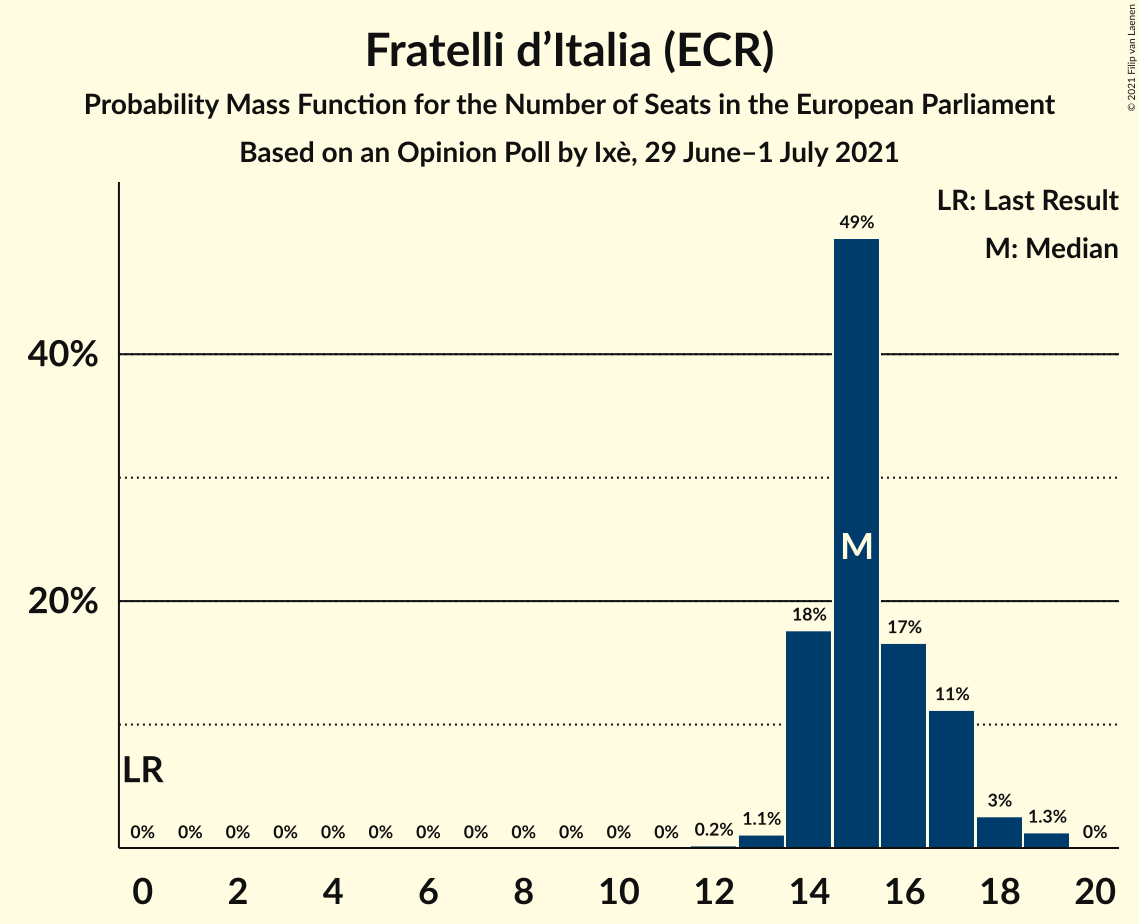 Fratelli d’Italia (ECR)
Probability Mass Function for the Number of Seats in the European Parliament
Based on an Opinion Poll by Ixè, 29 June–1 July 2021
© 2021 Filip van Laenen
LR: Last Result
M: Median
49%
40%
M
20%
18%
17%
11%
LR
3%
1.3%
1.1%
0.2%
0% 0% 0% 0% 0% 0% 0% 0% 0% 0% 0% 0% 0%
0 2 4 6 8 10 12 14 16 18 20